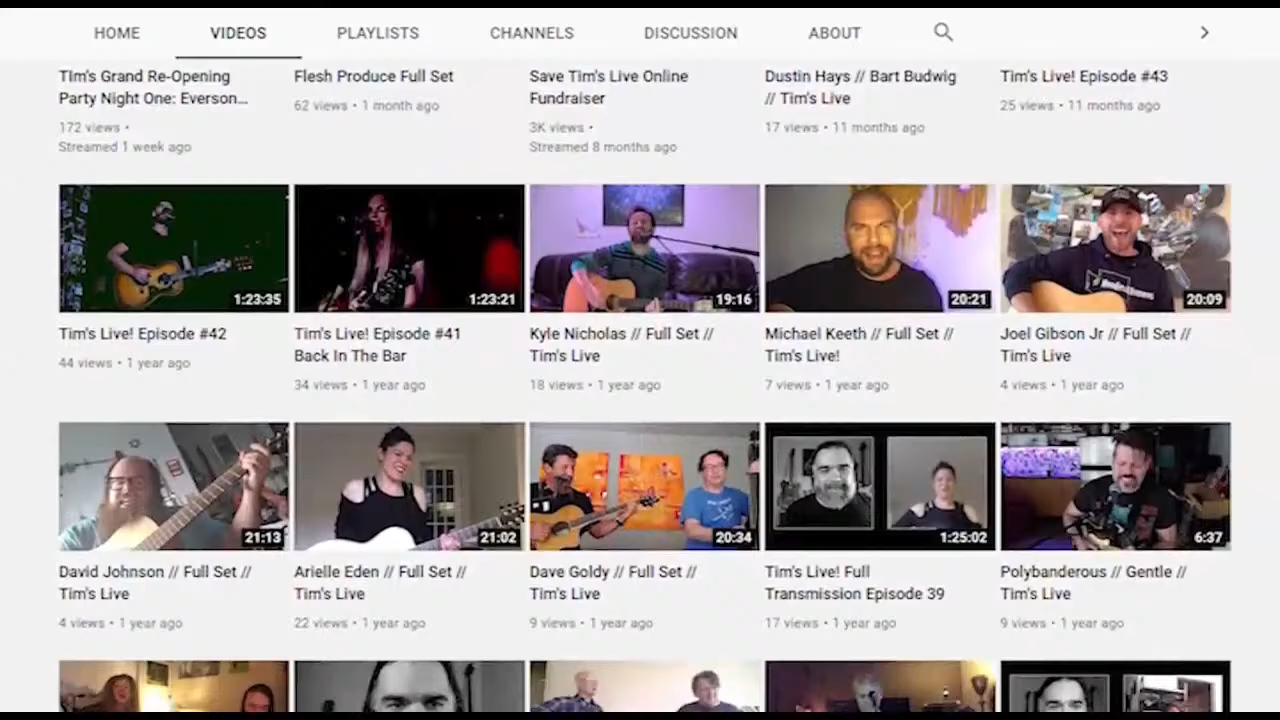 HOME VIDEOS PLAYLISTS CHANNELS DISCUSSION ABOUT
TIm's Grand Re-Opening
Party Night One: Everson...
172 views •
Streamed 1 week ago
Flesh Produce Full Set
62 views • 1 month ago
Save Tim's Live Online
Fundraiser
3K views •
Streamed 8 months ago
Dustin Hays // Bart Budwig
// Tim's Live
17 views • 11 months ago
Tim's Live! Episode #43
25 views • 11 months ago
1:23:35
Tim's Live! Episode #42
44 views • 1 year ago
1:23:21
Tim's Live! Episode #41
Back In The Bar
34 views • 1 year ago
19:16
Kyle Nicholas // Full Set //
Tim's Live
18 views • 1 year ago
20:21
Michael Keeth // Full Set //
Tim's Live!
7 views • 1 year ago
20:09
Joel Gibson Jr // Full Set //
Tim's Live
4 views • 1 year ago
21:13
David Johnson // Full Set //
Tim's Live
4 views • 1 year ago
21:02
Arielle Eden // Full Set //
Tim's Live
22 views • 1 year ago
20:34
Dave Goldy // Full Set //
Tim's Live
9 views • 1 year ago
1:25:02
Tim's Live! Full
Transmission Episode 39
17 views • 1 year ago
6:37
Polybanderous // Gentle //
Tim's Live
9 views • 1 year ago